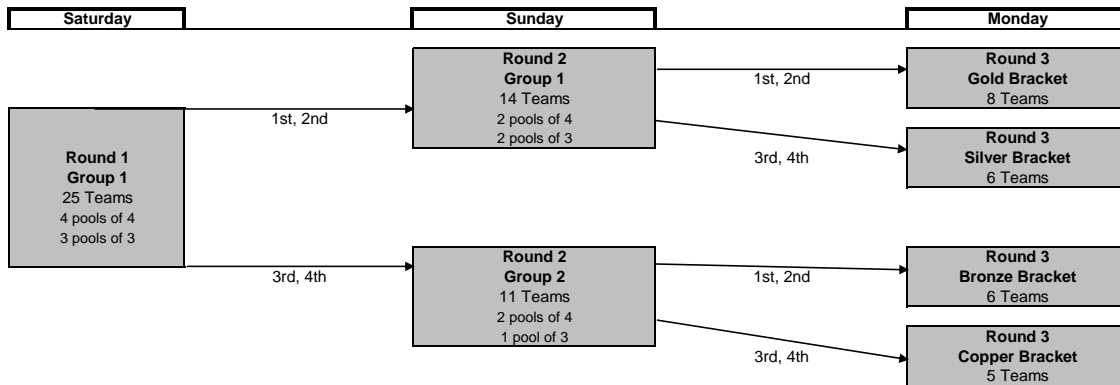 Saturday
Sunday
Monday
Round 1
Group 1
25 Teams
4 pools of 4
3 pools of 3
1st, 2nd
3rd, 4th
Round 2
Group 1
14 Teams
2 pools of 4
2 pools of 3
1st, 2nd
3rd, 4th
Round 2
Group 2
11 Teams
2 pools of 4
1 pool of 3
1st, 2nd
3rd, 4th
Round 3
Gold Bracket
8 Teams
Round 3
Silver Bracket
6 Teams
Round 3
Bronze Bracket
6 Teams
Round 3
Copper Bracket
5 Teams